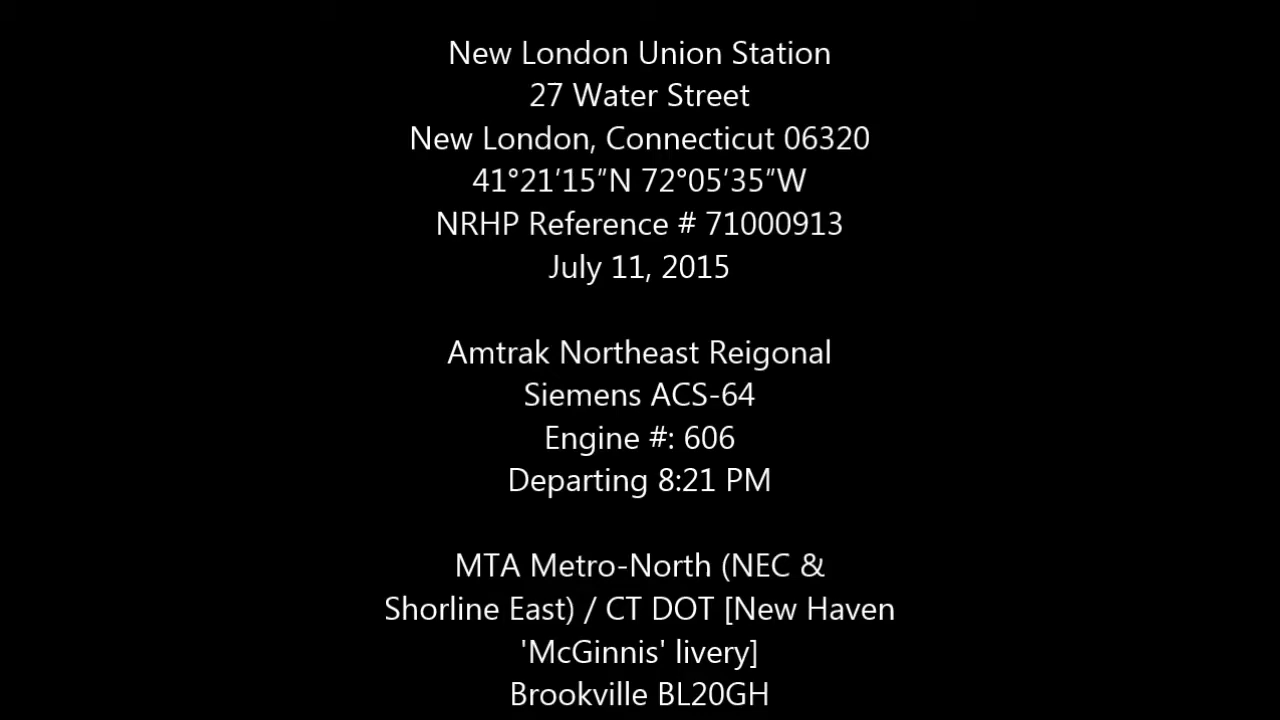 New London Union Station
27 Water Street
New London, Connecticut 06320
41°21′15″N 72°05′35″W
NRHP Reference # 71000913
July 11, 2015
Amtrak Northeast Reigonal
Siemens ACS-64
Engine #: 606
Departing 8:21 PM
MTA Metro-North (NEC &
Shorline East) / CT DOT [New Haven
'McGinnis' livery]
Brookville BL20GH